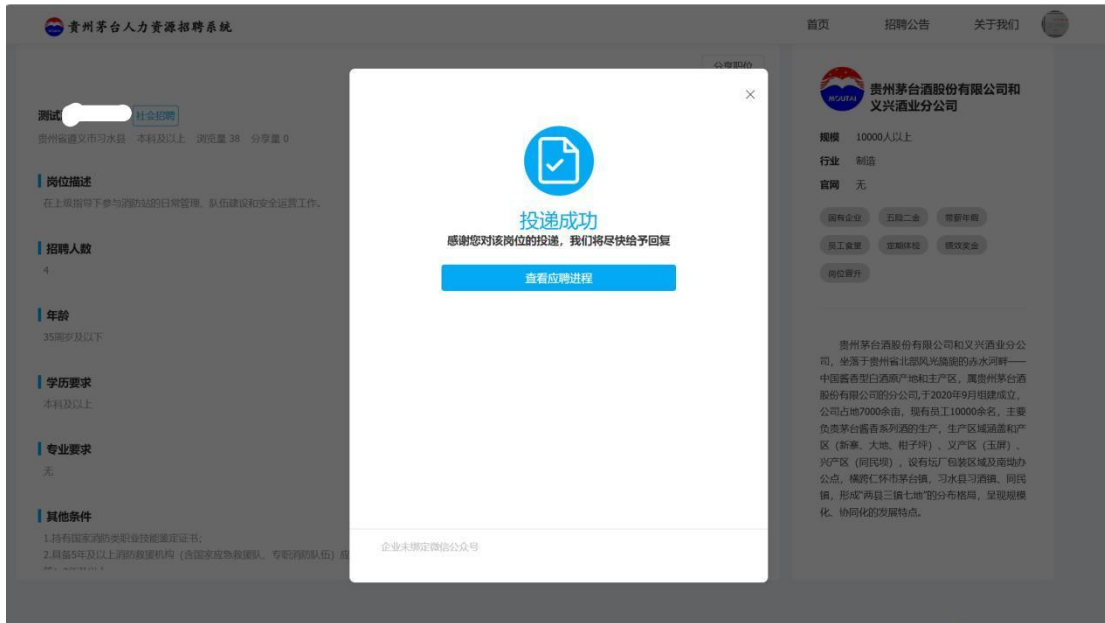 贵州茅台人力资源招聘系统
首页
招聘公告
关于我们
分享职位
测试
社会招聘
贵州省遵义市习水县 本科及以上 浏览量 38 分享量 0
岗位描述
在上级指导下参与消防站的日常管理、队伍建设和安全运营工作。
招聘人数
4
年龄
35周岁及以下
学历要求
本科及以上
专业要求
无
其他条件
1.持有国家消防类职业技能鉴定证书;
2.具备5年及以上消防救援机构（含国家应急救援队、专职消防队伍）应
投递成功
感谢您对该岗位的投递，我们将尽快给予回复
查看应聘进程
企业未绑定微信公众号
MOUTAI
贵州茅台酒股份有限公司和
义兴酒业分公司
规模 10000人以上
行业 制造
官网 无
国有企业
五险二金
带薪年假
员工食堂
定期体检
绩效奖金
岗位晋升
贵州茅台酒股份有限公司和义兴酒业分公
司，坐落于贵州省北部风光旖旎的赤水河畔——
中国酱香型白酒原产地和主产区，属贵州茅台酒
股份有限公司的分公司,于2020年9月组建成立，
公司占地7000余亩，现有员工10000余名，主要
负责茅台酱香系列酒的生产，生产区域涵盖和产
区（新寨、大地、柑子坪）、义产区（玉屏）、
兴产区（同民坝），设有坛厂包装区域及南坳办
公点，横跨仁怀市茅台镇，习水县习酒镇、同民
镇，形成“两县三镇七地”的分布格局，呈现规模
化、协同化的发展特点。